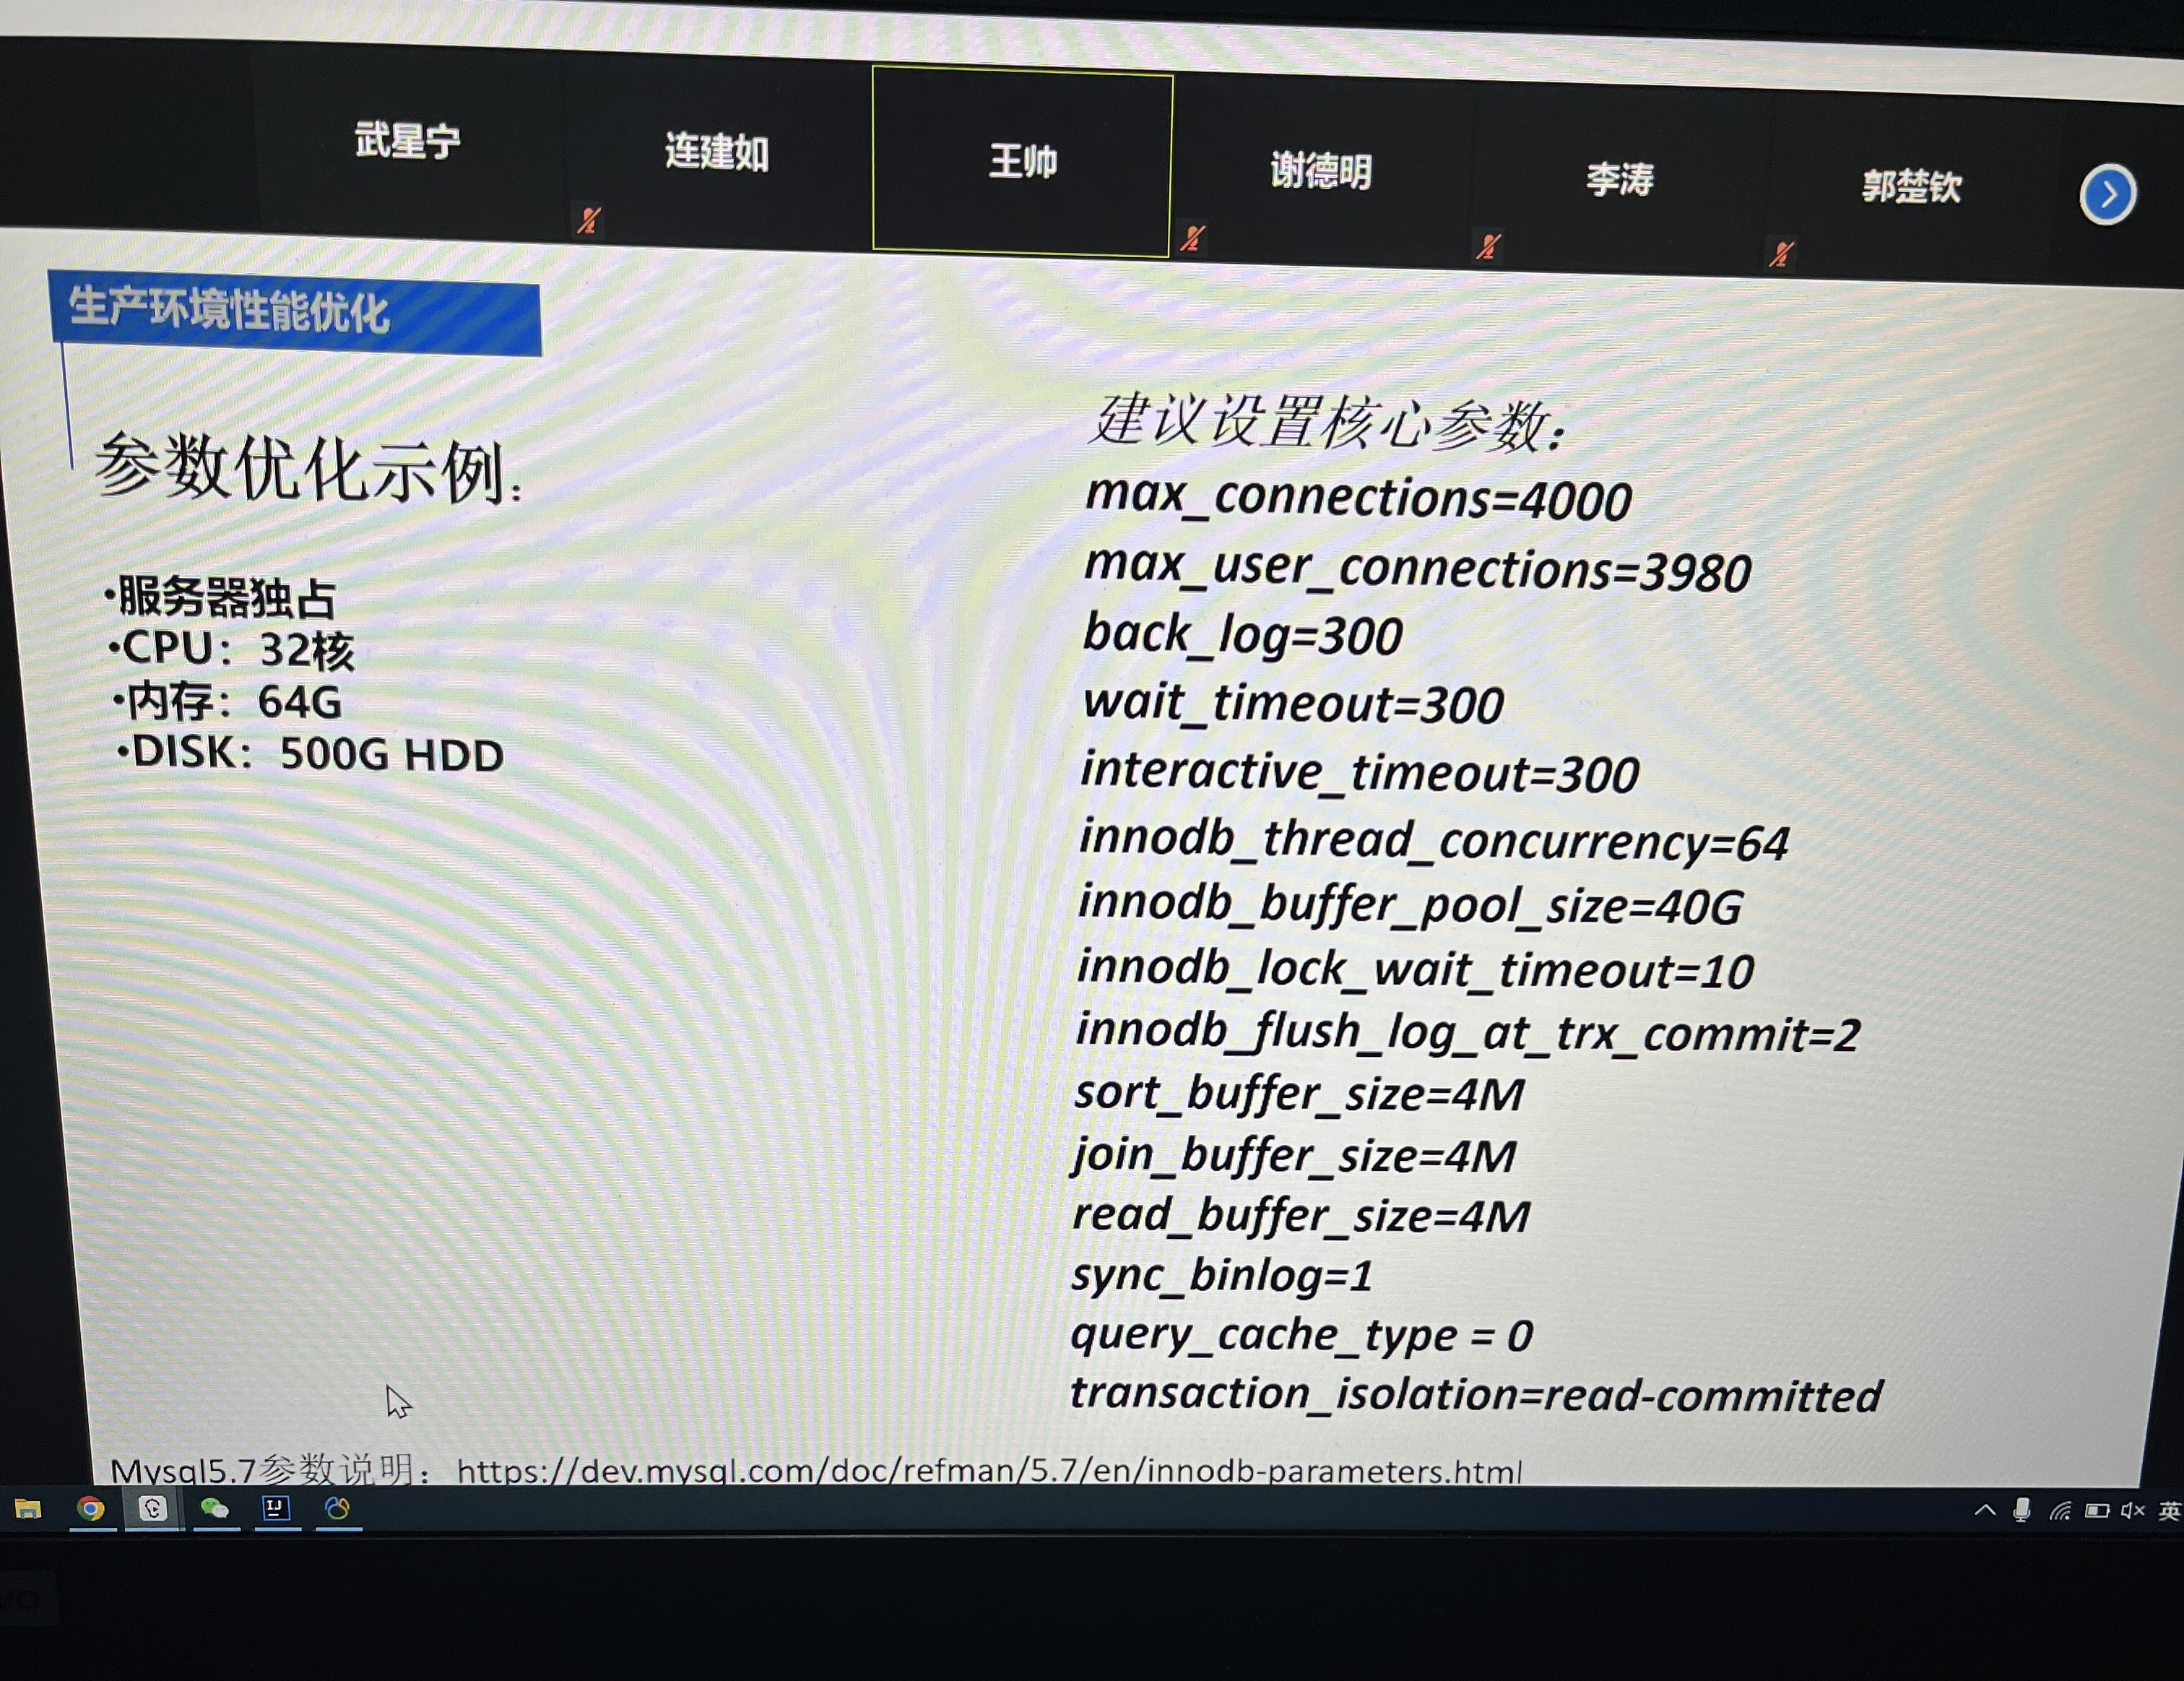 武星宁
连建如
王帅
谢德明
李涛
郭楚钦
生产环境性能优化
参数优化示例：
•服务器独占
•CPU：32核
•内存：64G
•DISK：500G HDD
建议设置核心参数：
max_connections=4000
max_user_connections=3980
back_log=300
wait_timeout=300
interactive_timeout=300
innodb_thread_concurrency=64
innodb_buffer_pool_size=40G
innodb_lock_wait_timeout=10
innodb_flush_log_at_trx_commit=2
sort_buffer_size=4M
join_buffer_size=4M
read_buffer_size=4M
sync_binlog=1
query_cache_type = 0
transaction_isolation=read-committed
Mysql5.7参数说明：https://dev.mysql.com/doc/refman/5.7/en/innodb-parameters.html
IJ
英